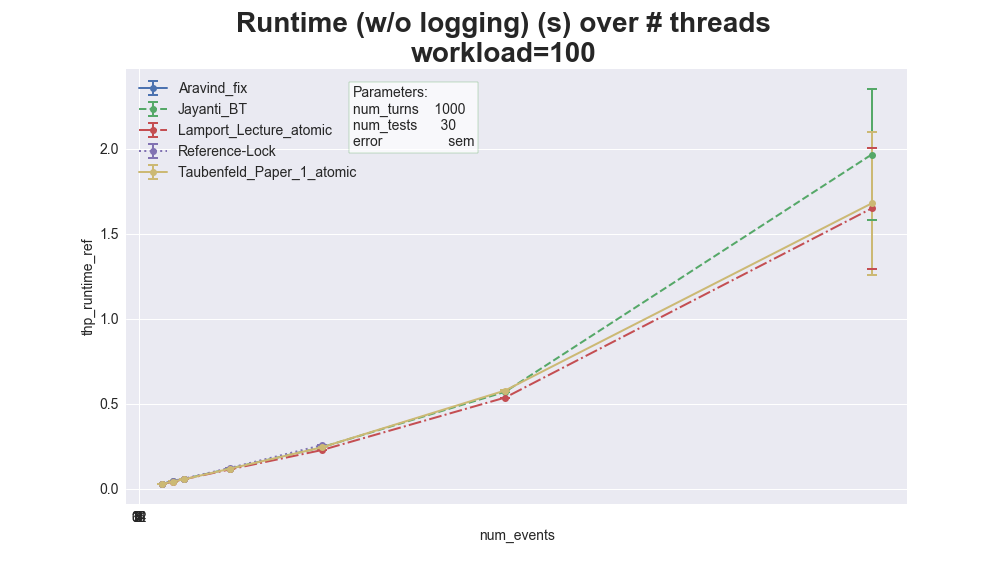 Runtime (w/o logging) (s) over # threads
workload=100
Aravind_fix
Jayanti_BT
Lamport_Lecture_atomic
Reference-Lock
Taubenfeld_Paper_1_atomic
Parameters:
num_turns 1000
num_tests 30
error sem
thp_runtime_ref
2.0
1.5
1.0
0.5
0.0
num_events